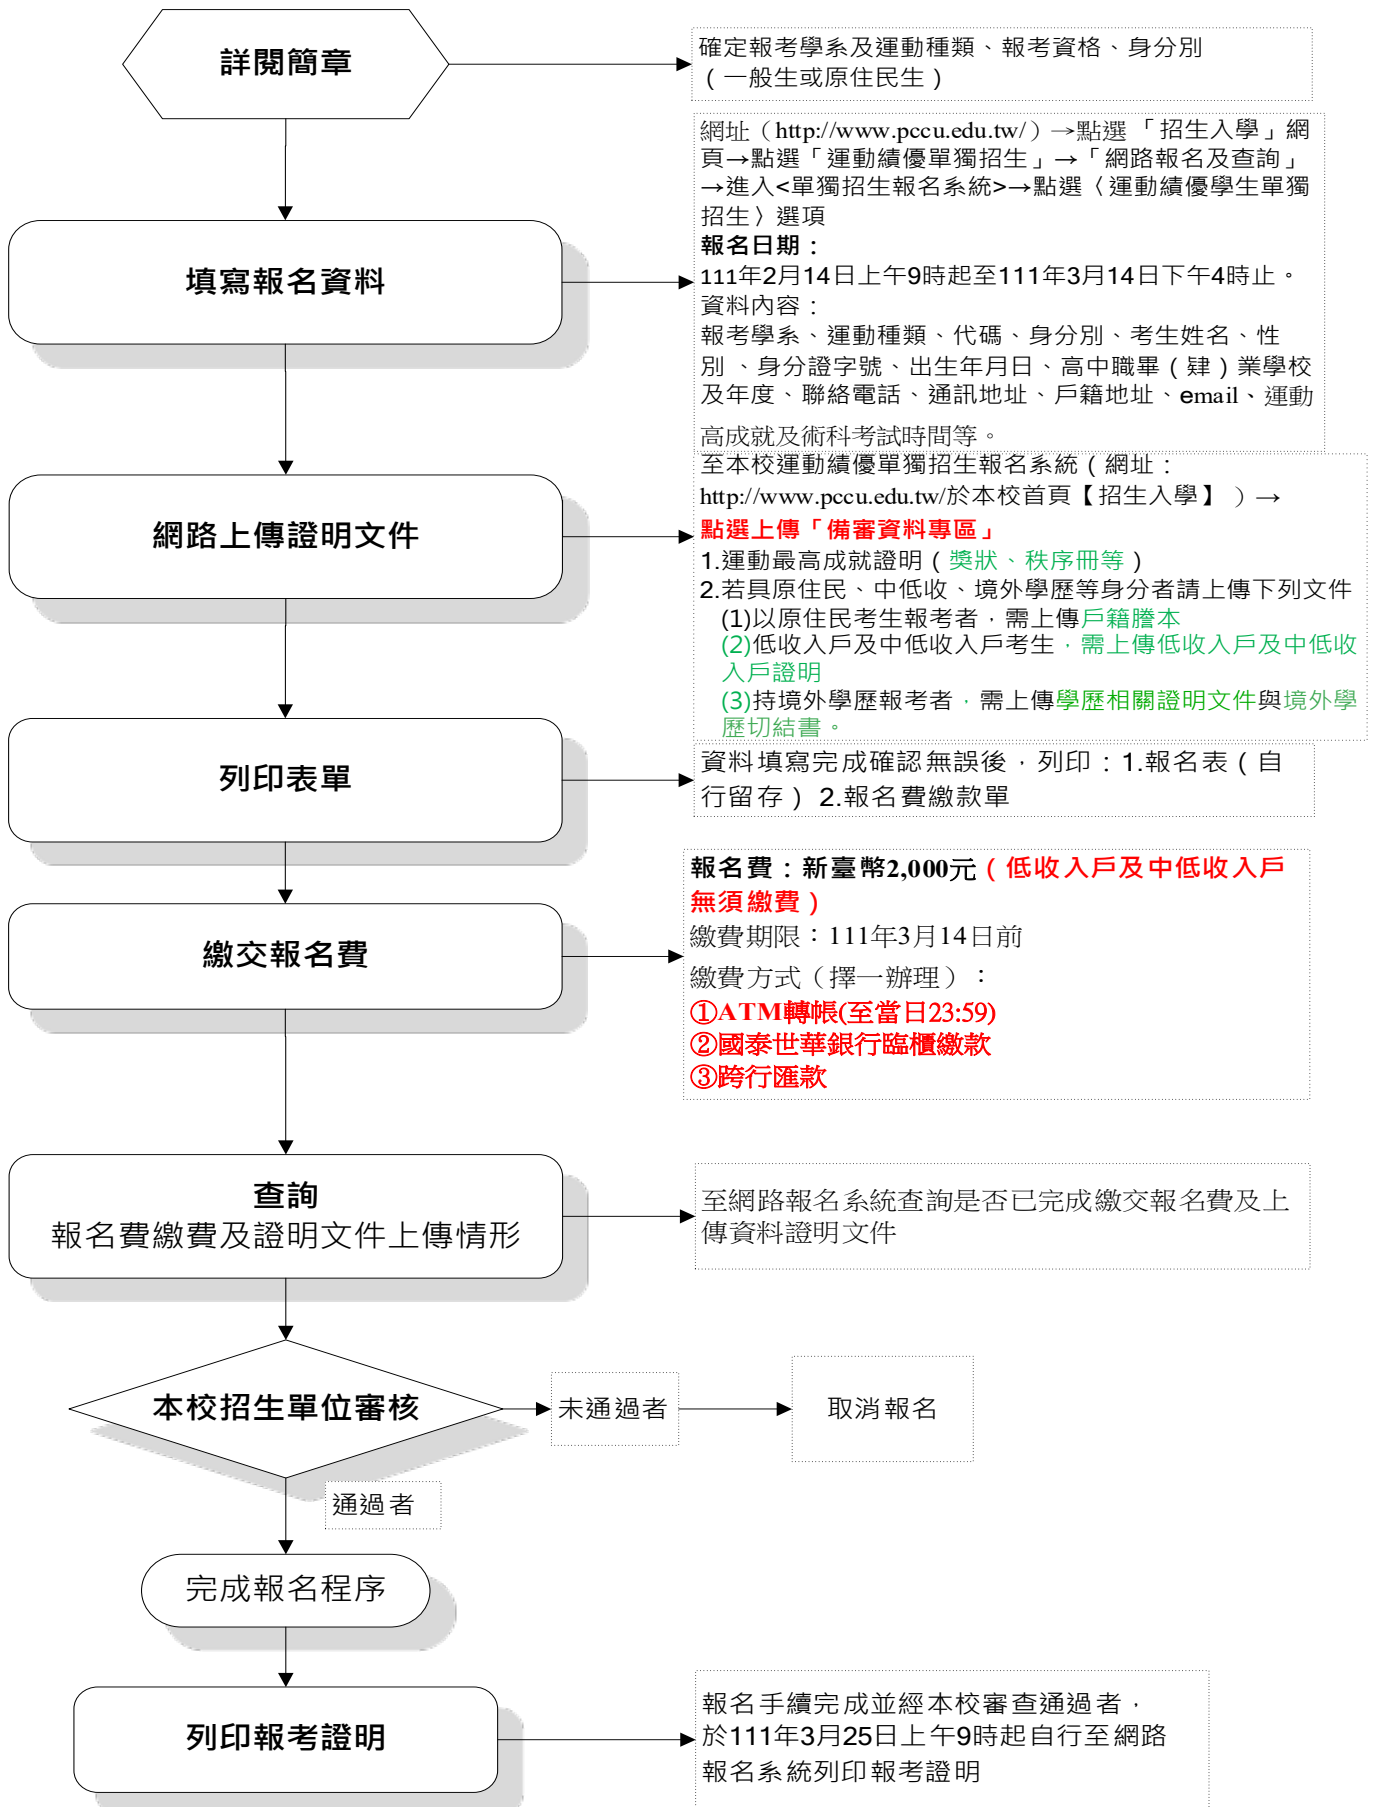 詳閱簡章
確定報考學系及運動種類、報考資格、身分別
(一般生或原住民生)
網址（http://www.pccu.edu.tw/）→點選「招生入學」網
頁→點選「運動績優單獨招生」→「網路報名及查詢」
→進入<單獨招生報名系統>→點選〈運動績優學生單獨
招生〉選項
報名日期：
111年2月14日上午9時起至111年3月14日下午4時止。
資料內容：
報考學系、運動種類、代碼、身分別、考生姓名、性
別、身分證字號、出生年月日、高中職畢（肄）業學校
及年度、聯絡電話、通訊地址、戶籍地址、email、運動
高成就及術科考試時間等。
填寫報名資料
至本校運動績優單獨招生報名系統（網址：
http://www.pccu.edu.tw/於本校首頁【招生入學】 ）→
點選上傳「備審資料專區」
1.運動最高成就證明（獎狀、秩序冊等）
2.若具原住民、中低收、境外學歷等身分者請上傳下列文件
(1)以原住民考生報考者，需上傳戶籍謄本
(2)低收入戶及中低收入戶考生，需上傳低收入戶及中低收
入戶證明
(3)持境外學歷報考者，需上傳學歷相關證明文件與境外學
歷切結書。
網路上傳證明文件
列印表單
資料填寫完成確認無誤後，列印：1.報名表（自
行留存） 2.報名費繳款單
報名費：新臺幣2,000元（低收入戶及中低收入戶
無須繳費）
繳費期限：111年3月14日前
繳費方式（擇一辦理）：
①ATM轉帳(至當日23:59)
②國泰世華銀行臨櫃繳款
③跨行匯款
繳交報名費
查詢
報名費繳費及證明文件上傳情形
至網路報名系統查詢是否已完成繳交報名費及上
傳資料證明文件
本校招生單位審核
未通過者
取消報名
通過者
完成報名程序
列印報考證明
報名手續完成並經本校審查通過者，
於111年3月25日上午9時起自行至網路
報名系統列印報考證明